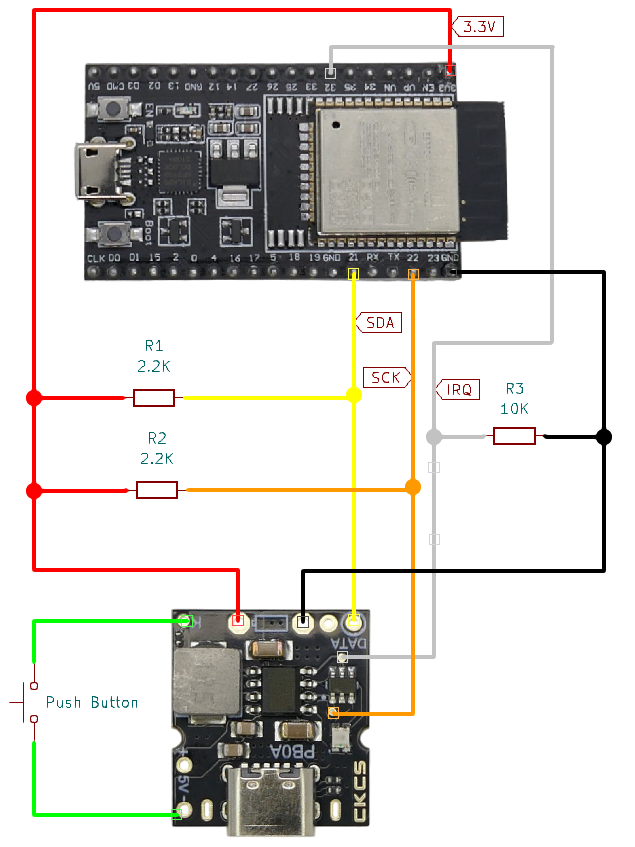 3.3V
5V CMD D3 D2 13 GND 12 14 27 26 25 33 32 35 34 VN VP EN 3V3
EN
Boot
CLK D0 D1 15 2 0 4 16 17 5 18 19 GND 21 RX TX 22 23 GND
SDA
R1
2.2K
SCK
IRQ
R3
10K
R2
2.2K
K
DATA
Push Button
PB0A
+ 5V -
CKCS